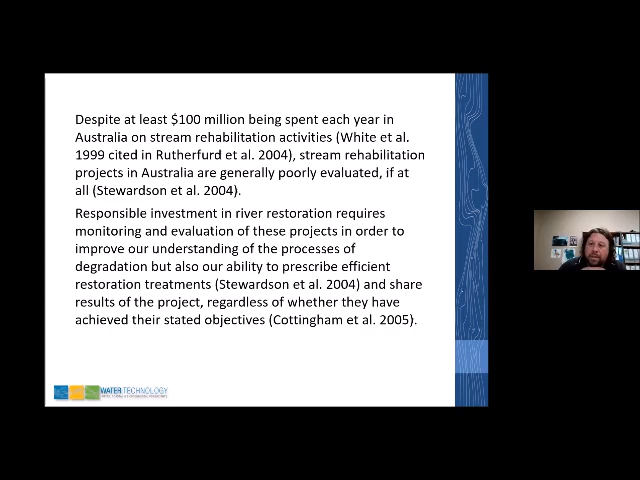 Despite at least $100 million being spent each year in
Australia on stream rehabilitation activities (White et al.
1999 cited in Rutherfurd et al. 2004), stream rehabilitation
projects in Australia are generally poorly evaluated, if at
all (Stewardson et al. 2004).
Responsible investment in river restoration requires
monitoring and evaluation of these projects in order to
improve our understanding of the processes of
degradation but also our ability to prescribe efficient
restoration treatments (Stewardson et al. 2004) and share
results of the project, regardless of whether they have
achieved their stated objectives (Cottingham et al. 2005).
WATER TECHNOLOGY